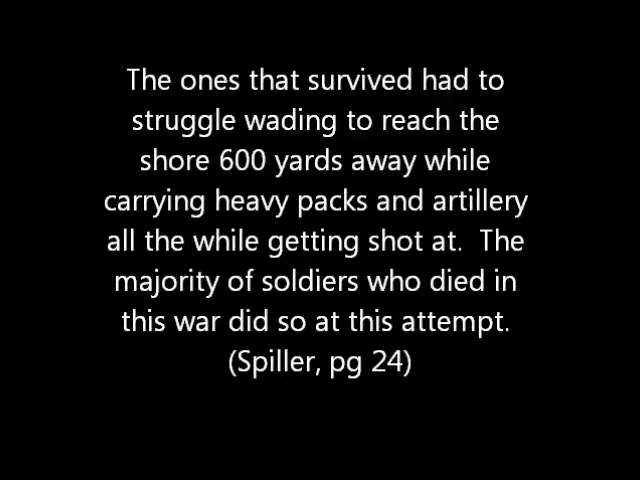 The ones that survived had to
struggle wading to reach the
shore 600 yards away while
carrying heavy packs and artillery
all the while getting shot at.  The
majority of soldiers who died in
this war did so at this attempt.
(Spiller, pg 24)